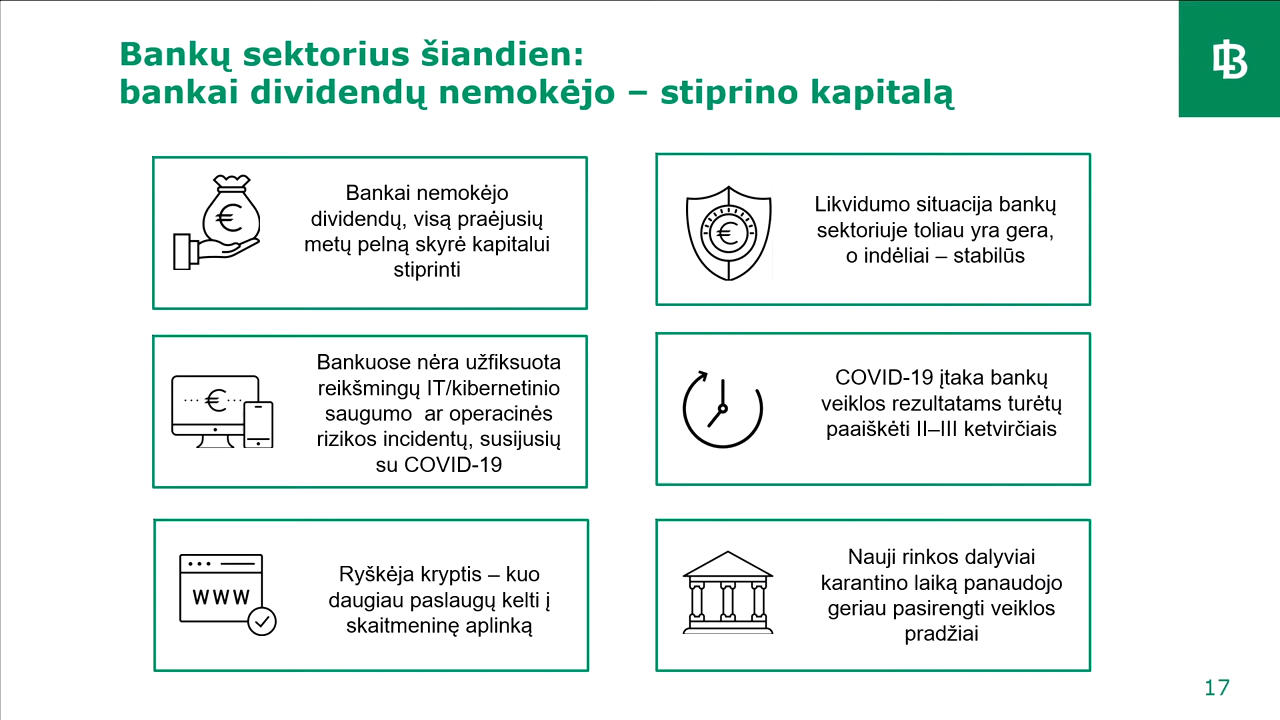 Bankų sektorius šiandien:
bankai dividendų nemokėjo – stiprino kapitalą
Bankai nemokėjo
dividendų, visą praėjusių
metų pelną skyrė kapitalui
stiprinti
Likvidumo situacija bankų
sektoriuje toliau yra gera,
o indėliai – stabilūs
Bankuose nėra užfiksuota
reikšmingų IT/kibernetinio
saugumo  ar operacinės
rizikos incidentų, susijusių
su COVID-19
COVID-19 įtaka bankų
veiklos rezultatams turėtų
paaiškėti II–III ketvirčiais
WWW
Ryškėja kryptis – kuo
daugiau paslaugų kelti į
skaitmeninę aplinką
Nauji rinkos dalyviai
karantino laiką panaudojo
geriau pasirengti veiklos
pradžiai
17